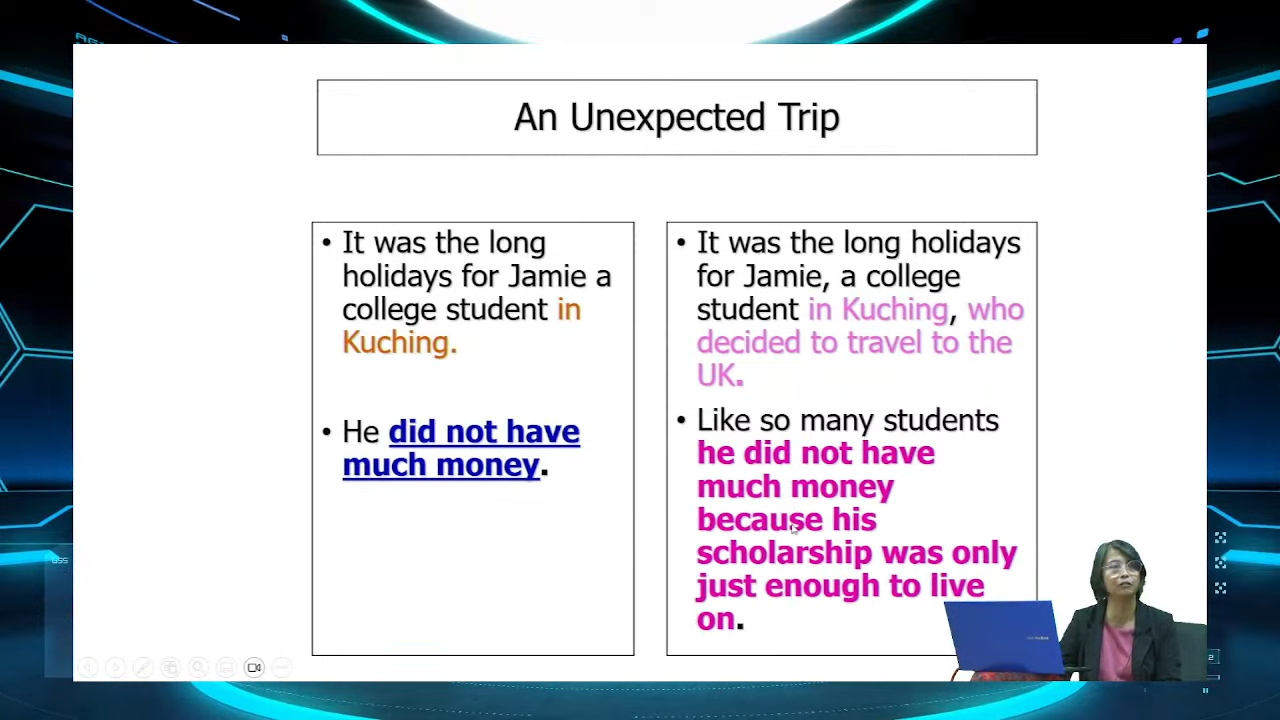 An Unexpected Trip
• It was the long
holidays for Jamie a
college student in
Kuching.
• He did not have
much money.
• It was the long holidays
for Jamie, a college
student in Kuching, who
decided to travel to the
UK.
• Like so many students
he did not have
much money
because his
scholarship was only
just enough to live
on.